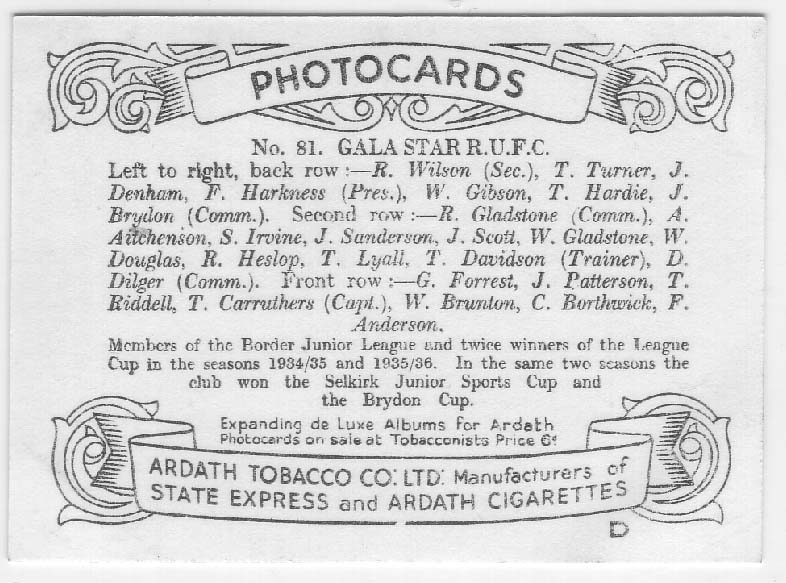 PHOTOCARDS
No. 81. GALA STAR R.U.F.C.
Left to right, back row :—R. Wilson (Sec.), T. Turner, J.
Denham, F. Harkness (Pres.), W. Gibson, T. Hardie, J.
Brydon (Comm.). Second row :—R. Gladstone (Comm.), A.
Aitchenson, S. Irvine, J. Sanderson, J. Scott, W. Gladstone, W.
Douglas, R. Heslop, T. Lyall, T. Davidson (Trainer), D.
Dilger (Comm.). Front row :—G. Forrest, J. Patterson, T.
Riddell, T. Carruthers (Capt.), W. Brunton, C. Borthwick, F.
Anderson.
Members of the Border Junior League and twice winners of the League
Cup in the seasons 1934/35 and 1935/36. In the same two seasons the
club won the Selkirk Junior Sports Cup and
the Brydon Cup.
Expanding de Luxe Albums for Ardath
Photocards on sale at Tobacconists Price 6ᵈ
ARDATH TOBACCO CO: LTD: Manufacturers of
STATE EXPRESS and ARDATH CIGARETTES
D